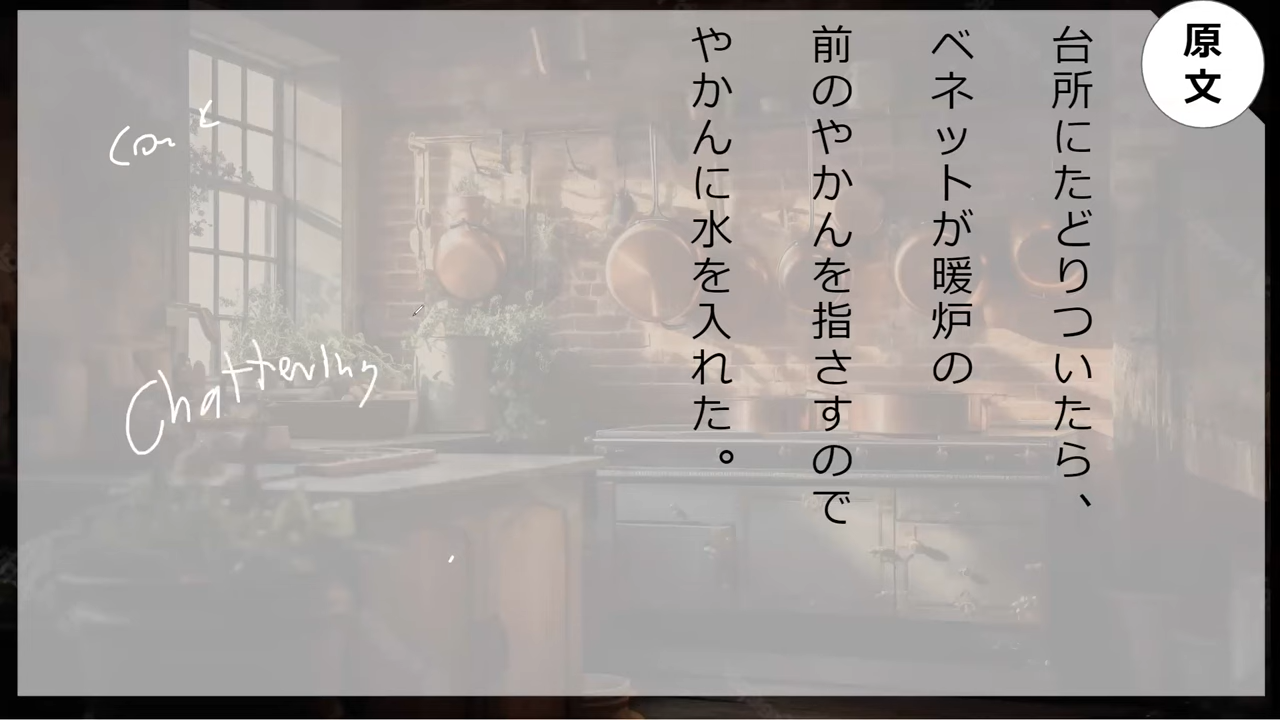 原文
台所にたどりついたら、
ベネットが暖炉の
前のやかんを指さすので
やかんに水を入れた。
Chattering